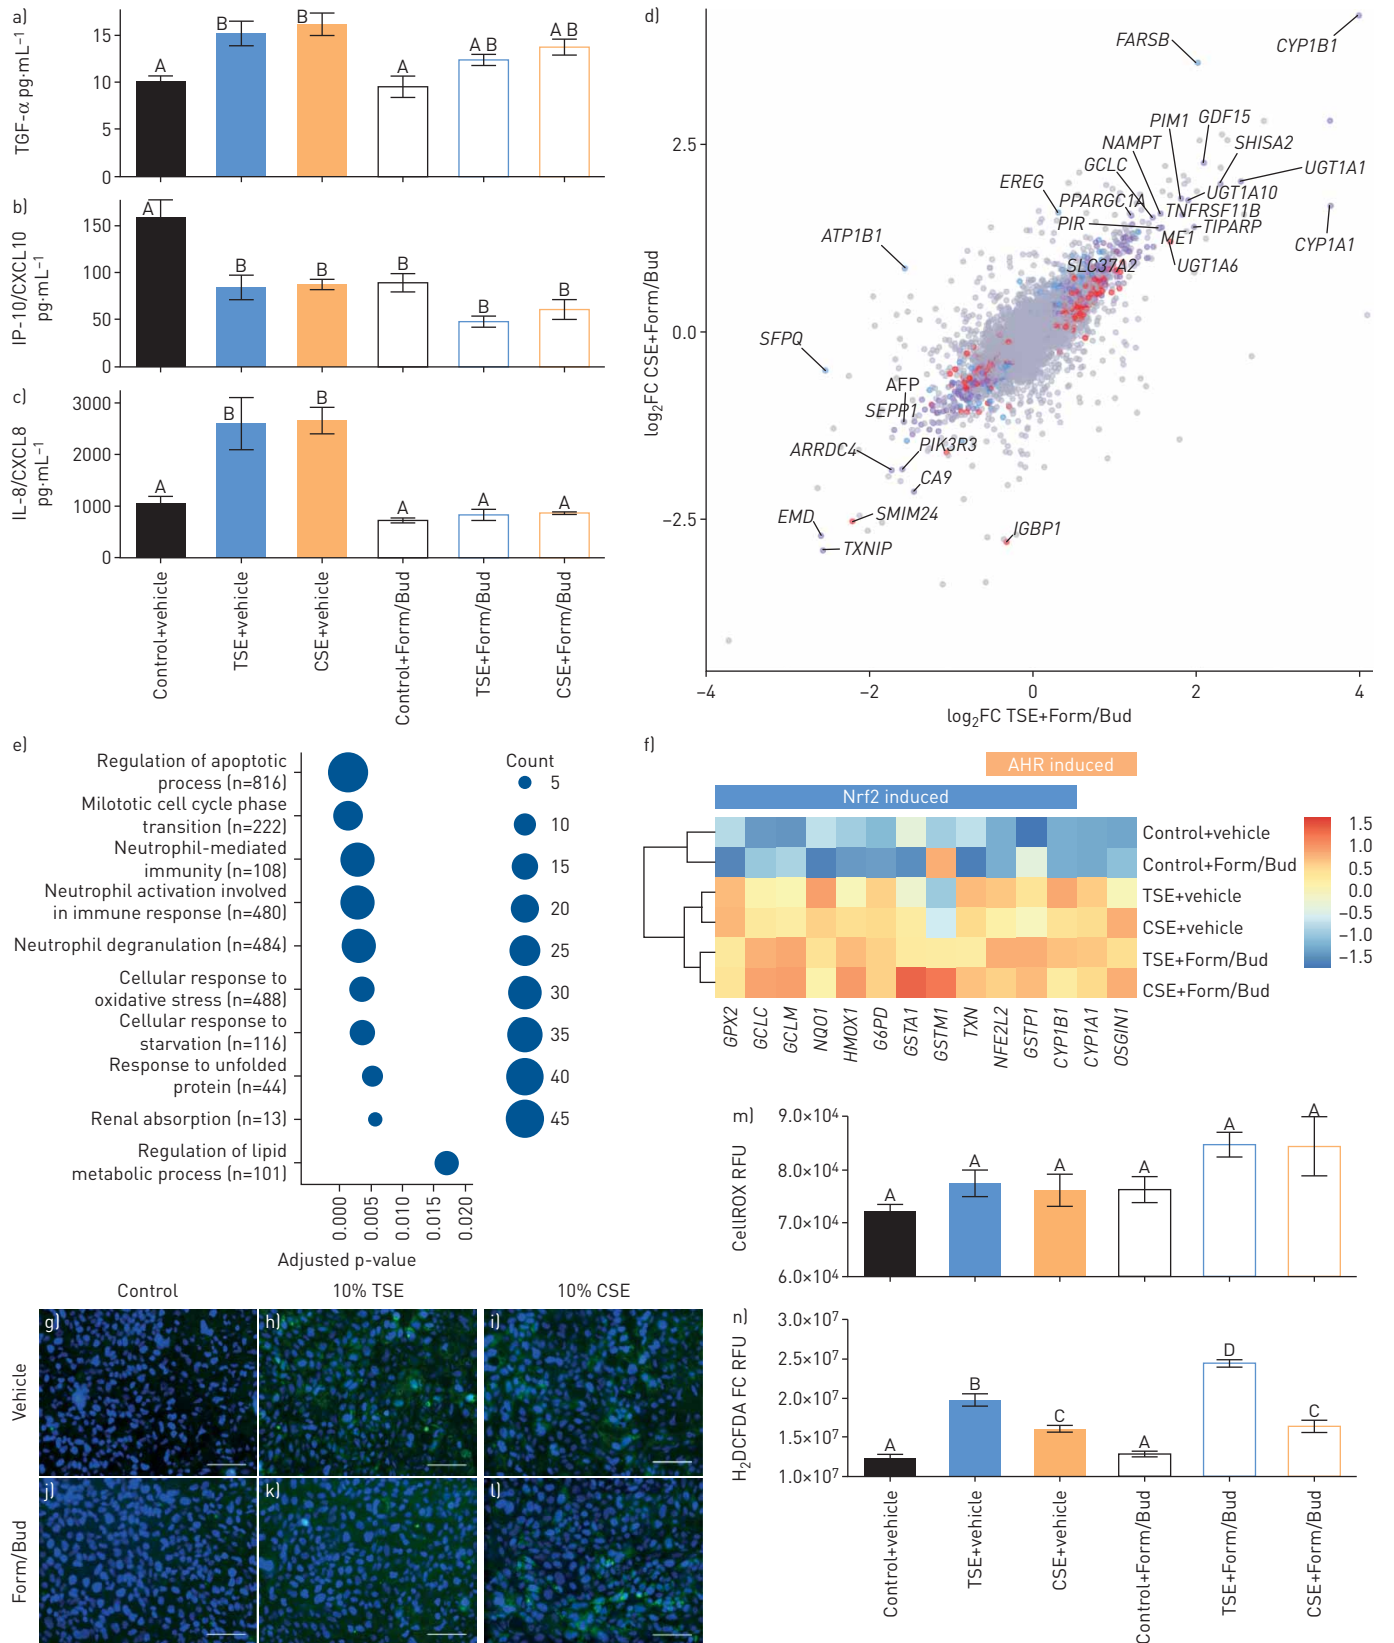 a)
TGF-α pg·mL⁻¹
15
10
5
0
A
B
B
A
A B
A B
b)
IP-10/CXCL10
pg·mL⁻¹
150
100
50
0
A
B
B
B
B
B
c)
IL-8/CXCL8
pg·mL⁻¹
3000
2000
1000
0
A
B
B
A
A
A
Control+vehicle
TSE+vehicle
CSE+vehicle
Control+Form/Bud
TSE+Form/Bud
CSE+Form/Bud
d)
log₂FC CSE+Form/Bud
2.5
0.0
−2.5
FARSB
CYP1B1
PIM1
GDF15
NAMPT
SHISA2
GCLC
UGT1A1
EREG
PPARGC1A
UGT1A10
TNFRSF11B
PIR
TIPARP
ME1
CYP1A1
ATP1B1
SLC37A2
UGT1A6
SFPQ
AFP
SEPP1
ARRDC4
PIK3R3
CA9
EMD
SMIM24
IGBP1
TXNIP
−4
−2
0
2
4
log₂FC TSE+Form/Bud
e)
Regulation of apoptotic
process (n=816)
Milototic cell cycle phase
transition (n=222)
Neutrophil-mediated
immunity (n=108)
Neutrophil activation involved
in immune response (n=480)
Neutrophil degranulation (n=484)
Cellular response to
oxidative stress (n=488)
Cellular response to
starvation (n=116)
Response to unfolded
protein (n=44)
Renal absorption (n=13)
Regulation of lipid
metabolic process (n=101)
0.000
0.005
0.010
0.015
0.020
Adjusted p-value
Count
5
10
15
20
25
30
35
40
45
f)
AHR induced
Nrf2 induced
Control+vehicle
Control+Form/Bud
TSE+vehicle
CSE+vehicle
TSE+Form/Bud
CSE+Form/Bud
1.5
1.0
0.5
0.0
−0.5
−1.0
−1.5
GPX2
GCLC
GCLM
NQO1
HMOX1
G6PD
GSTA1
GSTM1
TXN
NFE2L2
GSTP1
CYP1B1
CYP1A1
OSGIN1
Control
10% TSE
10% CSE
Vehicle
g)
h)
i)
Form/Bud
j)
k)
l)
m)
CellROX RFU
9.0×10⁴
8.0×10⁴
7.0×10⁴
6.0×10⁴
A
A
A
A
A
A
n)
H₂DCFDA FC RFU
3.0×10⁷
2.5×10⁷
2.0×10⁷
1.5×10⁷
1.0×10⁷
A
B
C
A
D
C
Control+vehicle
TSE+vehicle
CSE+vehicle
Control+Form/Bud
TSE+Form/Bud
CSE+Form/Bud